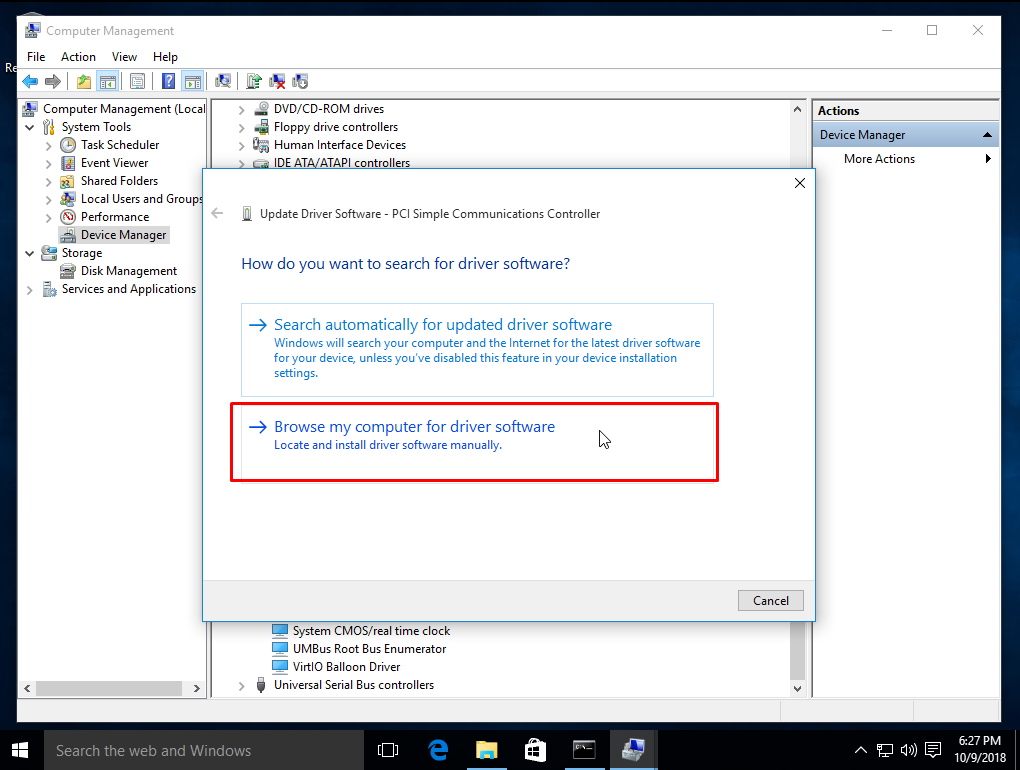 Computer Management
File Action View Help
Computer Management (Local
System Tools
Task Scheduler
Event Viewer
Shared Folders
Local Users and Groups
Performance
Device Manager
Storage
Disk Management
Services and Applications
DVD/CD-ROM drives
Floppy drive controllers
Human Interface Devices
IDE ATA/ATAPI controllers
Actions
Device Manager
More Actions
Update Driver Software - PCI Simple Communications Controller
How do you want to search for driver software?
Search automatically for updated driver software
Windows will search your computer and the Internet for the latest driver software
for your device, unless you've disabled this feature in your device installation
settings.
Browse my computer for driver software
Locate and install driver software manually.
Cancel
System CMOS/real time clock
UMBus Root Bus Enumerator
VirtIO Balloon Driver
Universal Serial Bus controllers
Search the web and Windows
6:27 PM
10/9/2018